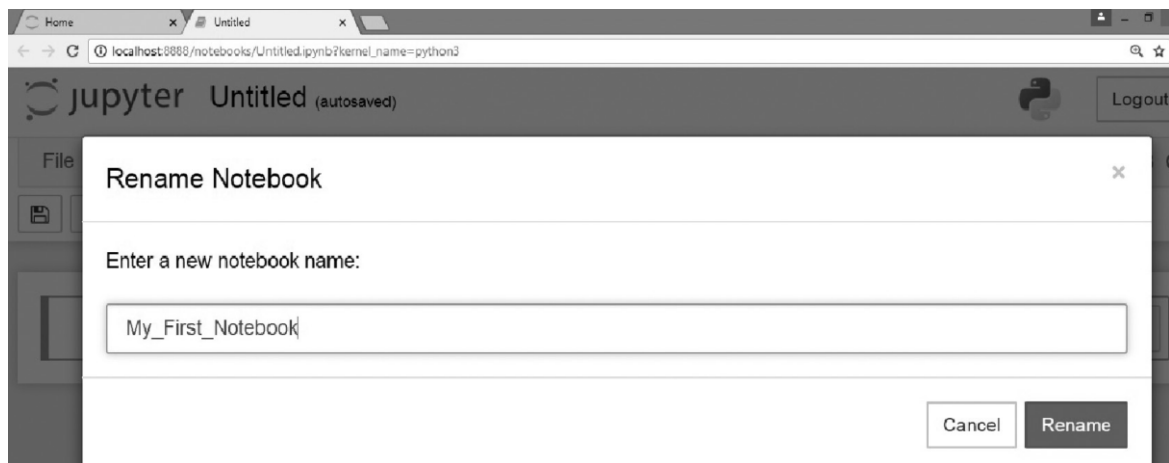 Home Untitled
localhost:8888/notebooks/Untitled.ipynb?kernel_name=python3
jupyter Untitled (autosaved)
Logout
File
Rename Notebook
Enter a new notebook name:
My_First_Notebook
Cancel Rename